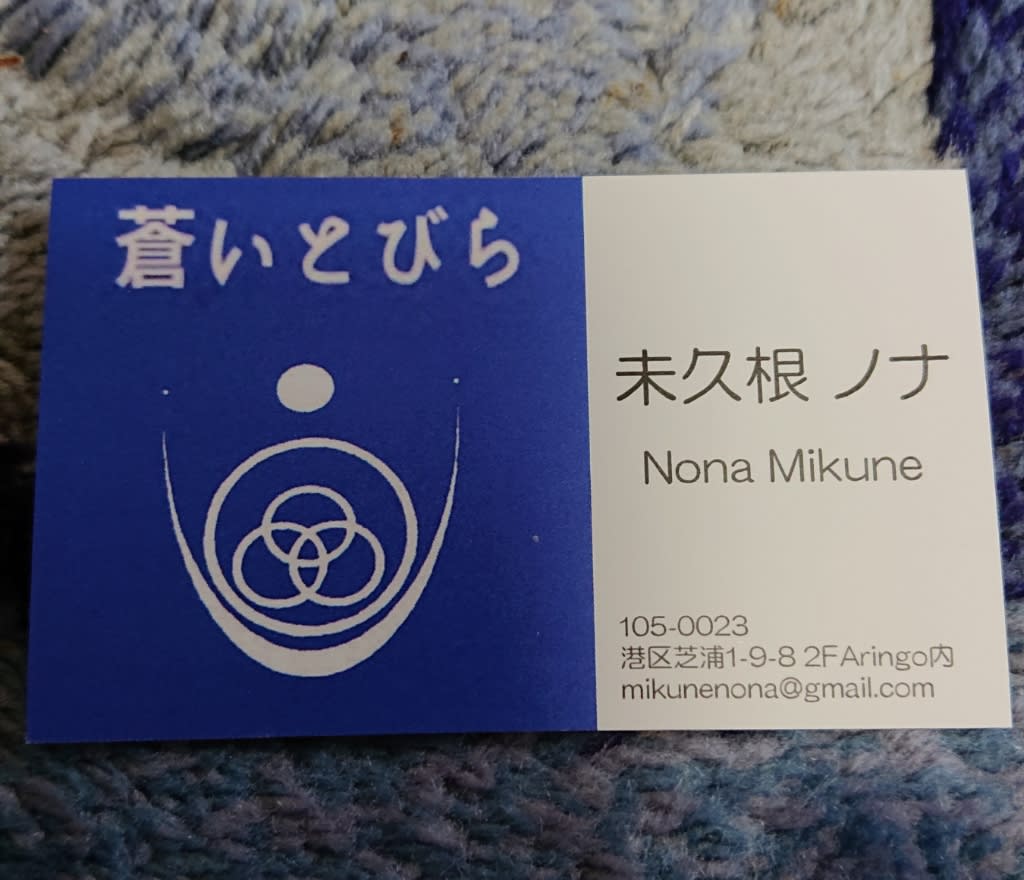 蒼いとびら
未久根 ノナ
Nona Mikune
105-0023
港区芝浦1-9-8 2FAringo内
mikunenona@gmail.com